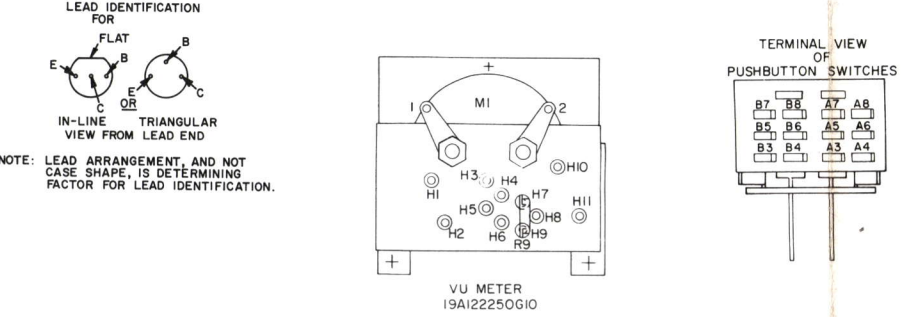 LEAD IDENTIFICATION
FOR
FLAT
E
B
C
B
E
C
OR
IN-LINE TRIANGULAR
VIEW FROM LEAD END
NOTE: LEAD ARRANGEMENT, AND NOT
CASE SHAPE, IS DETERMINING
FACTOR FOR LEAD IDENTIFICATION.
1
M1
2
H1
H2
H3
H4
H5
H6
H7
H8
H9
R9
H10
H11
VU METER
19A122250G10
TERMINAL VIEW
OF
PUSHBUTTON SWITCHES
B7 B8 A7 A8
B5 B6 A5 A6
B3 B4 A3 A4